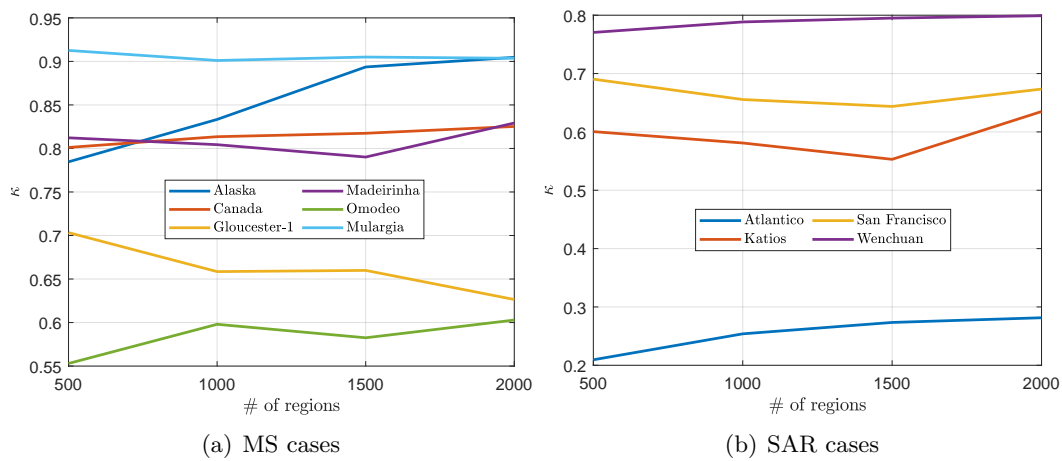 0.95
0.9
0.85
0.8
0.75
0.7
0.65
0.6
0.55
κ
500
1000
1500
2000
# of regions
Alaska
Canada
Gloucester-1
Madeirinha
Omodeo
Mulargia
(a) MS cases
0.8
0.7
0.6
0.5
0.4
0.3
0.2
κ
500
1000
1500
2000
# of regions
Atlantico
Katios
San Francisco
Wenchuan
(b) SAR cases